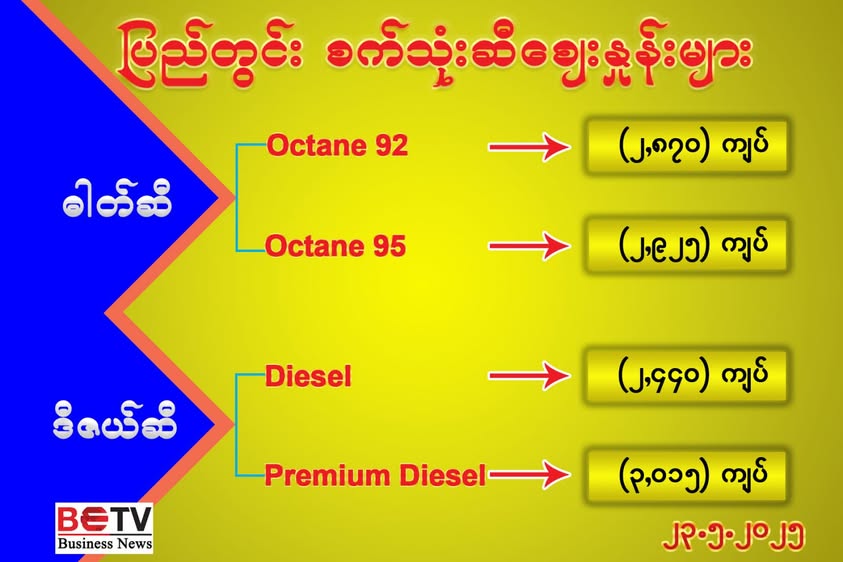 ပြည်တွင်း စက်သုံးဆီဈေးနှုန်းများ
ဓါတ်ဆီ
Octane 92
(၂,၈၇၀) ကျပ်
Octane 95
(၂,၉၂၅) ကျပ်
ဒီဇယ်ဆီ
Diesel
(၂,၄၄၀) ကျပ်
Premium Diesel
(၃,၀၁၅) ကျပ်
BETV
Business News
၂၃.၅.၂၀၂၅